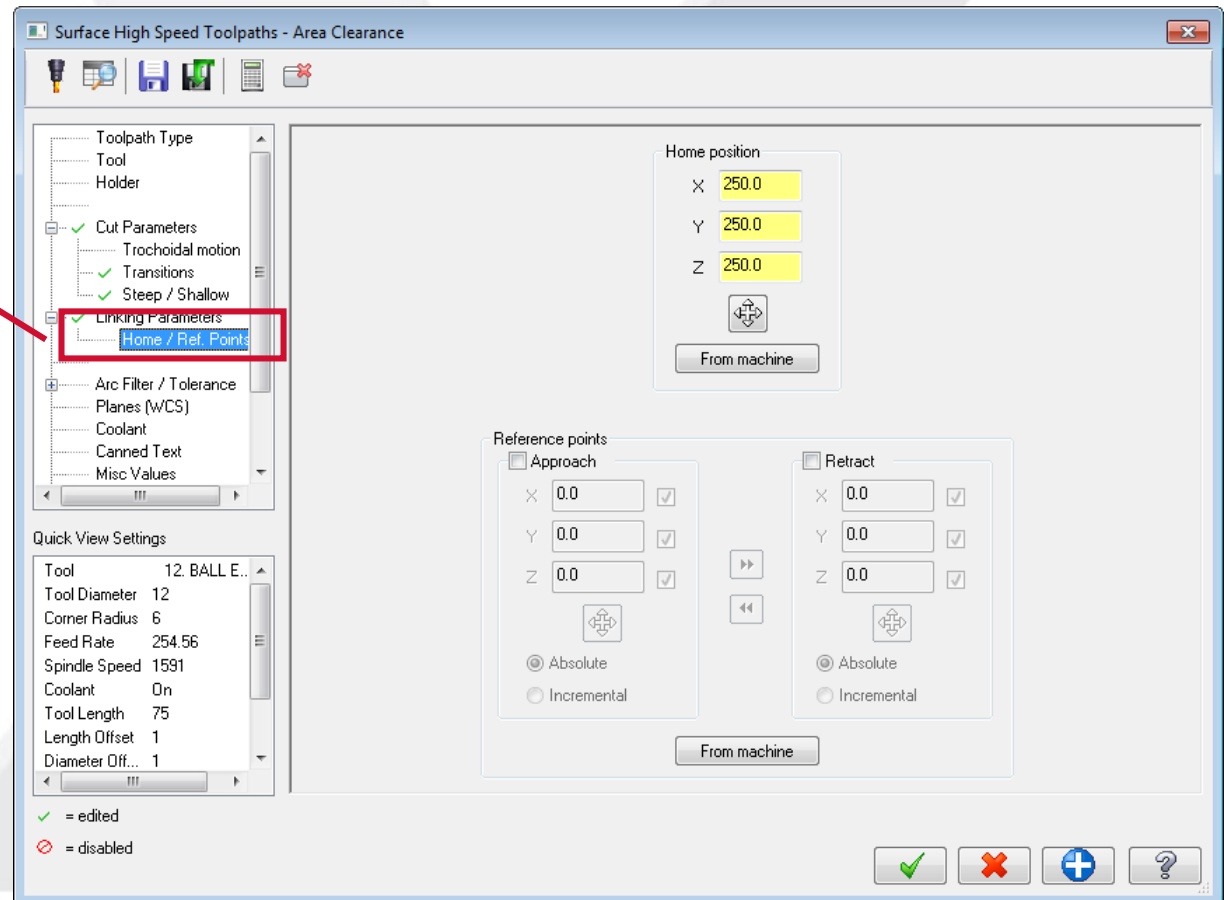 Surface High Speed Toolpaths - Area Clearance
Toolpath Type
Tool
Holder
Cut Parameters
Trochoidal motion
Transitions
Steep / Shallow
Linking Parameters
Home / Ref. Points
Arc Filter / Tolerance
Planes (WCS)
Coolant
Canned Text
Misc Values
Quick View Settings
Tool 12. BALL E..
Tool Diameter 12
Corner Radius 6
Feed Rate 254.56
Spindle Speed 1591
Coolant On
Tool Length 75
Length Offset 1
Diameter Off... 1
= edited
= disabled
Home position
X 250.0
Y 250.0
Z 250.0
From machine
Reference points
Approach
X 0.0
Y 0.0
Z 0.0
Absolute
Incremental
Retract
X 0.0
Y 0.0
Z 0.0
Absolute
Incremental
From machine